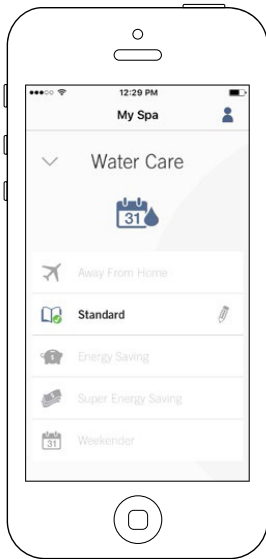 12:29 PM
My Spa
Water Care
31
Away From Home
Standard
Energy Saving
Super Energy Saving
31
Weekender